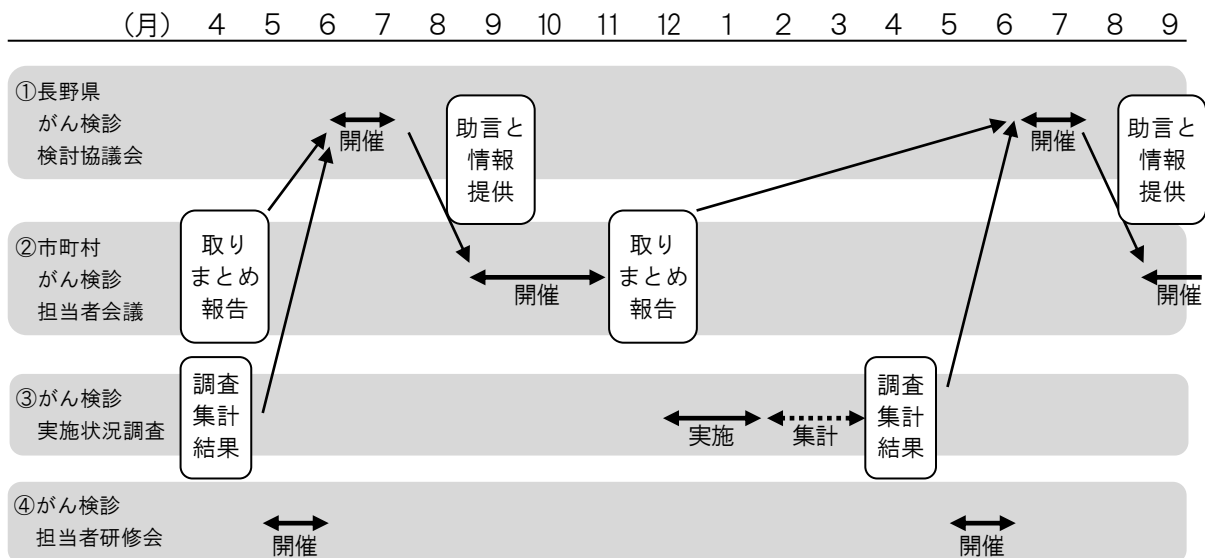 (月) 4 5 6 7 8 9 10 11 12 1 2 3 4 5 6 7 8 9
①長野県
がん検診
検討協議会
開催
助言と
情報
提供
開催
助言と
情報
提供
②市町村
がん検診
担当者会議
取り
まとめ
報告
開催
取り
まとめ
報告
開催
③がん検診
実施状況調査
調査
集計
結果
実施
集計
調査
集計
結果
④がん検診
担当者研修会
開催
開催